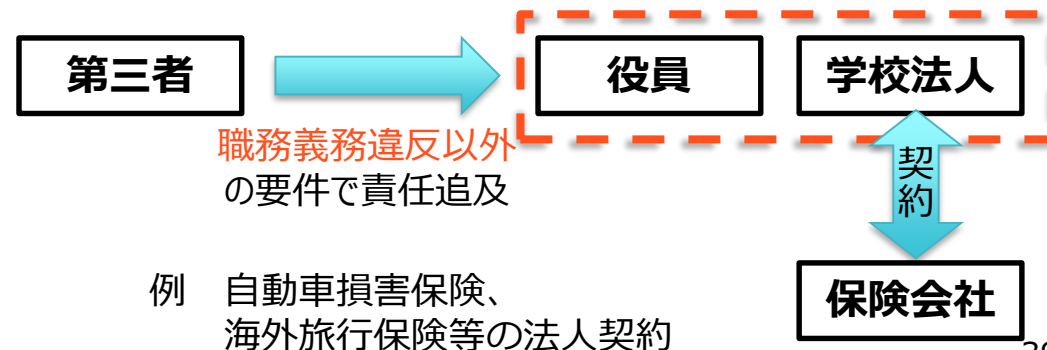 第三者
役員
学校法人
職務義務違反以外
の要件で責任追及
契約
例 自動車損害保険、
海外旅行保険等の法人契約
保険会社